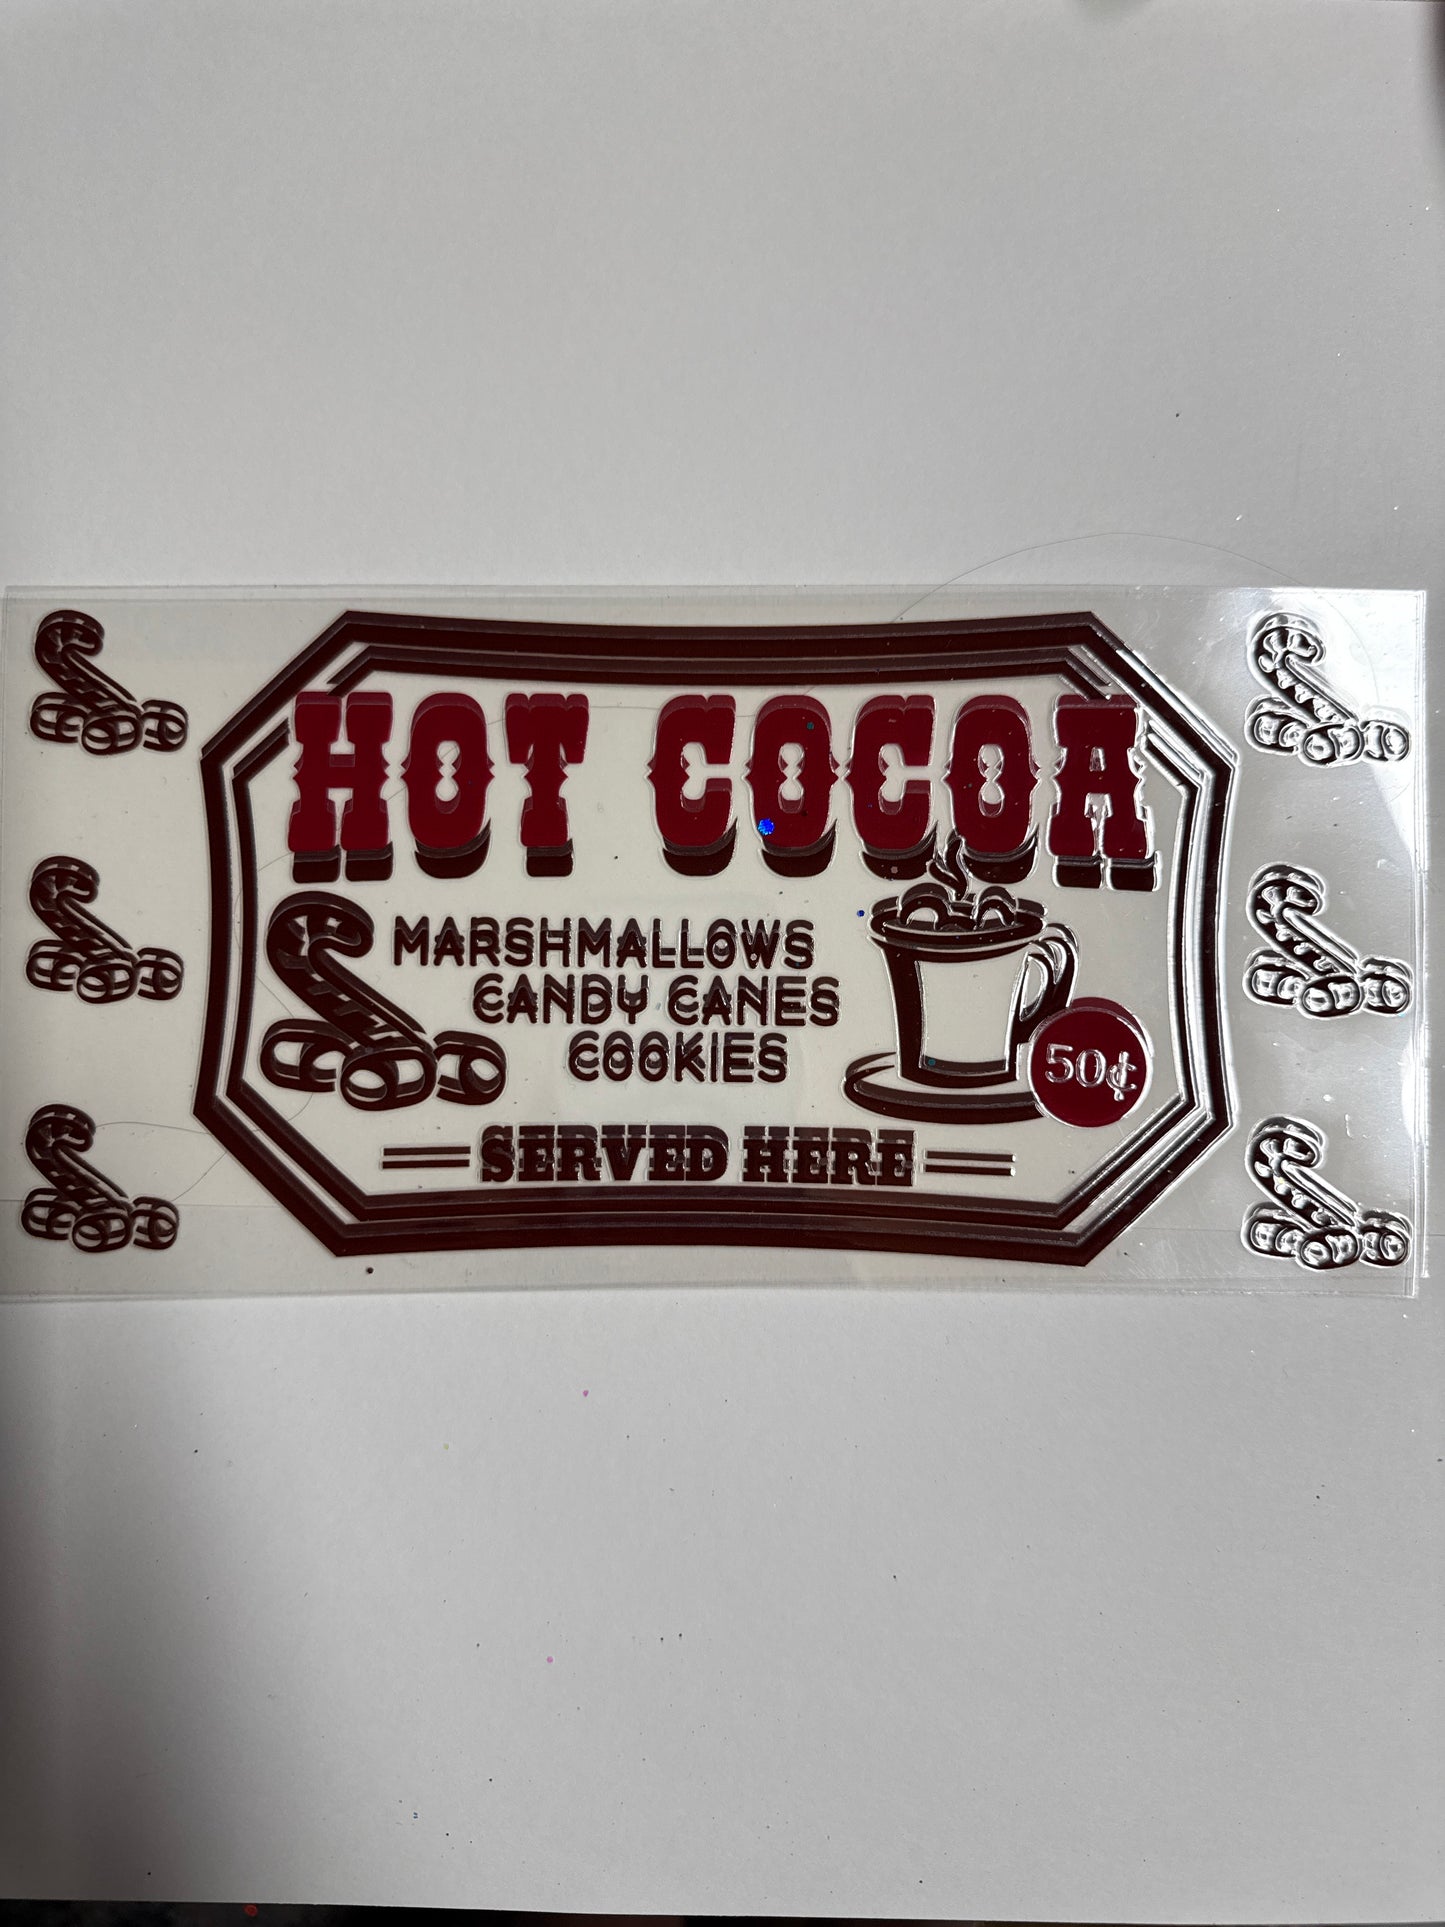 HOT COCOA
MARSHMALLOWS
CANDY CANES
COOKIES
50¢
SERVED HERE